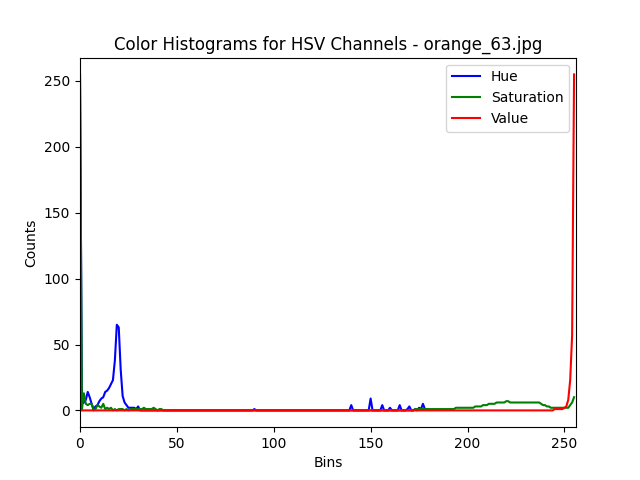 Color Histograms for HSV Channels - orange_63.jpg
Hue
Saturation
Value
Counts
250
200
150
100
50
0
0 50 100 150 200 250
Bins